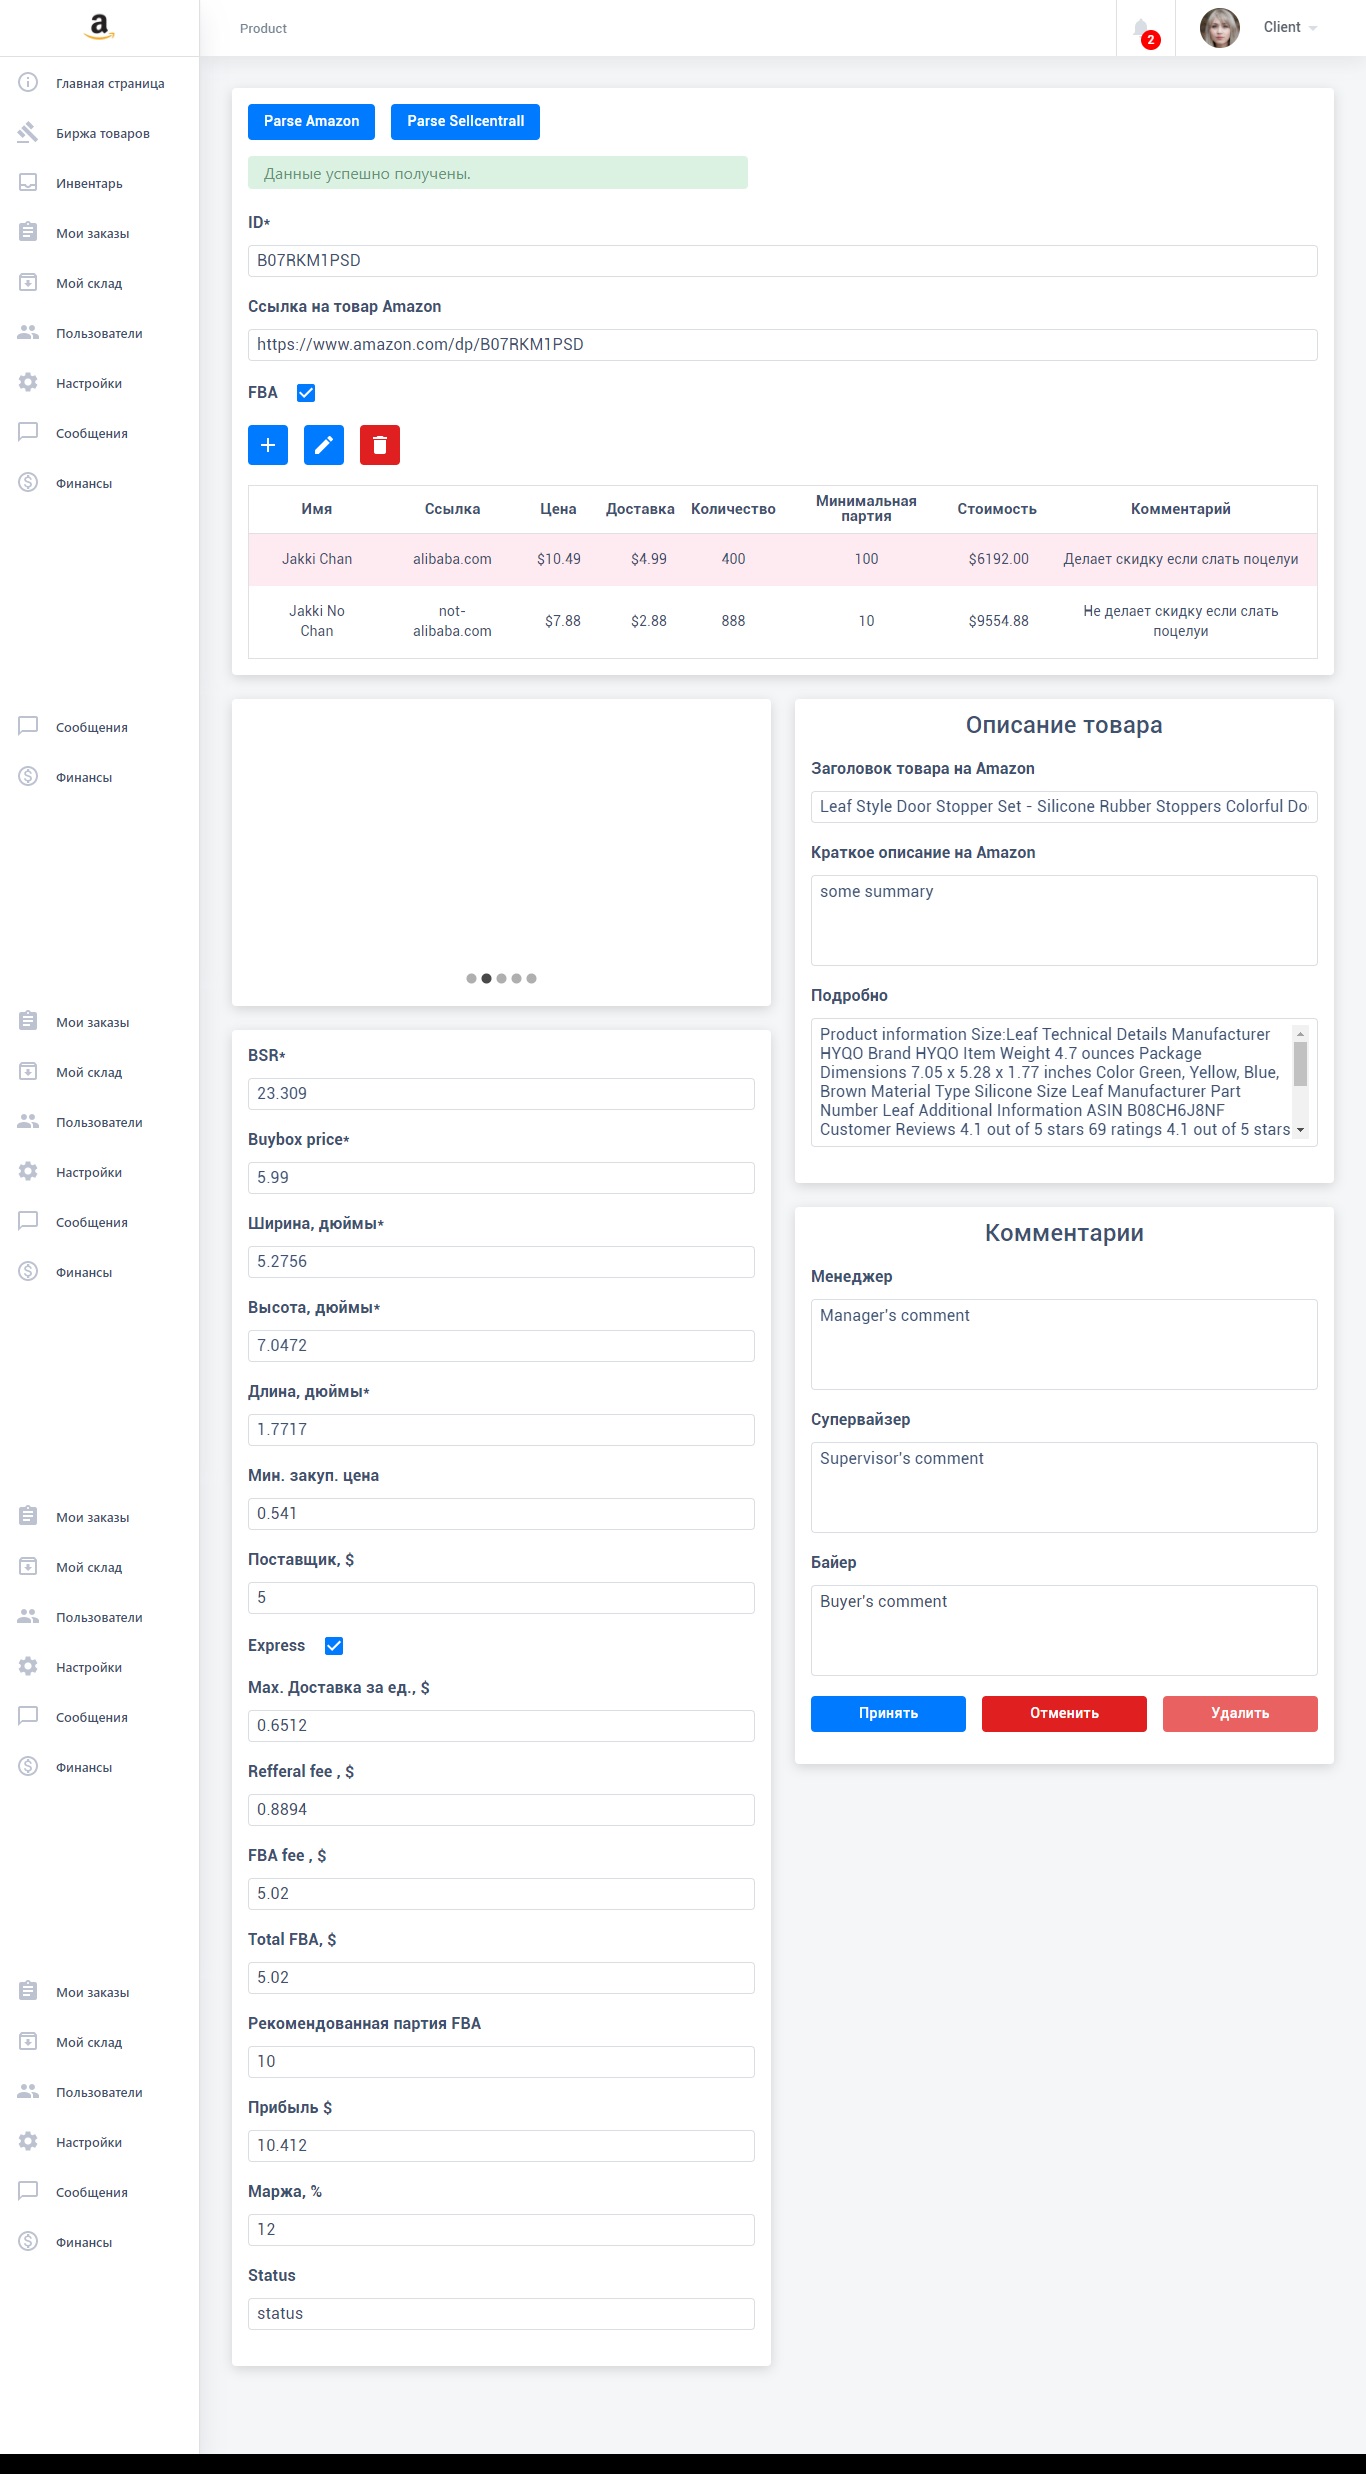 a
Product
2
Client
Главная страница
Биржа товаров
Инвентарь
Мои заказы
Мой склад
Пользователи
Настройки
Сообщения
Финансы
Сообщения
Финансы
Мои заказы
Мой склад
Пользователи
Настройки
Сообщения
Финансы
Мои заказы
Мой склад
Пользователи
Настройки
Сообщения
Финансы
Мои заказы
Мой склад
Пользователи
Настройки
Сообщения
Финансы
Parse Amazon Parse Sellcentrall
Данные успешно получены.
ID*
B07RKM1PSD
Ссылка на товар Amazon
https://www.amazon.com/dp/B07RKM1PSD
FBA
Имя Ссылка Цена Доставка Количество Минимальная партия Стоимость Комментарий
Jakki Chan alibaba.com $10.49 $4.99 400 100 $6192.00 Делает скидку если слать поцелуи
Jakki No Chan not-alibaba.com $7.88 $2.88 888 10 $9554.88 Не делает скидку если слать поцелуи
BSR*
23.309
Buybox price*
5.99
Ширина, дюймы*
5.2756
Высота, дюймы*
7.0472
Длина, дюймы*
1.7717
Мин. закуп. цена
0.541
Поставщик, $
5
Express
Max. Доставка за ед., $
0.6512
Refferal fee , $
0.8894
FBA fee , $
5.02
Total FBA, $
5.02
Рекомендованная партия FBA
10
Прибыль $
10.412
Маржа, %
12
Status
status
Описание товара
Заголовок товара на Amazon
Leaf Style Door Stopper Set - Silicone Rubber Stoppers Colorful Do
Краткое описание на Amazon
some summary
Подробно
Product information Size:Leaf Technical Details Manufacturer
HYQO Brand HYQO Item Weight 4.7 ounces Package
Dimensions 7.05 x 5.28 x 1.77 inches Color Green, Yellow, Blue,
Brown Material Type Silicone Size Leaf Manufacturer Part
Number Leaf Additional Information ASIN B08CH6J8NF
Customer Reviews 4.1 out of 5 stars 69 ratings 4.1 out of 5 stars
Комментарии
Менеджер
Manager's comment
Супервайзер
Supervisor's comment
Байер
Buyer's comment
Принять Отменить Удалить